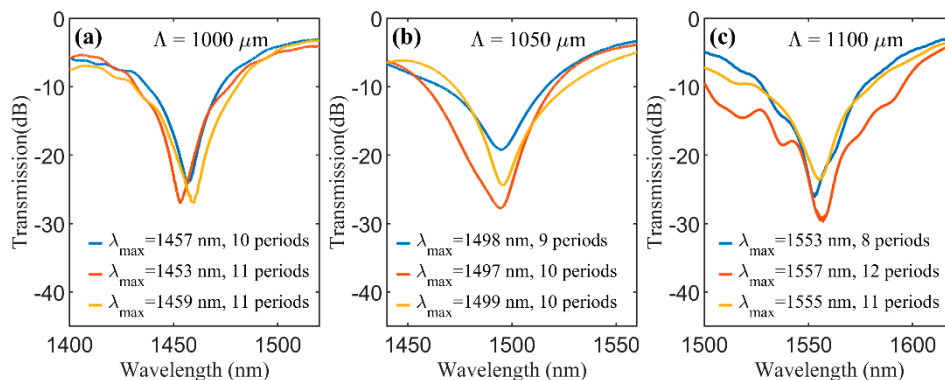 (a) Λ = 1000 μm
0
-10
-20
-30
-40
Transmission(dB)
λmax=1457 nm, 10 periods
λmax=1453 nm, 11 periods
λmax=1459 nm, 11 periods
1400 1450 1500
Wavelength (nm)
(b) Λ = 1050 μm
0
-10
-20
-30
-40
Transmission(dB)
λmax=1498 nm, 9 periods
λmax=1497 nm, 10 periods
λmax=1499 nm, 10 periods
1450 1500 1550
Wavelength (nm)
(c) Λ = 1100 μm
0
-10
-20
-30
-40
Transmission(dB)
λmax=1553 nm, 8 periods
λmax=1557 nm, 12 periods
λmax=1555 nm, 11 periods
1500 1550 1600
Wavelength (nm)